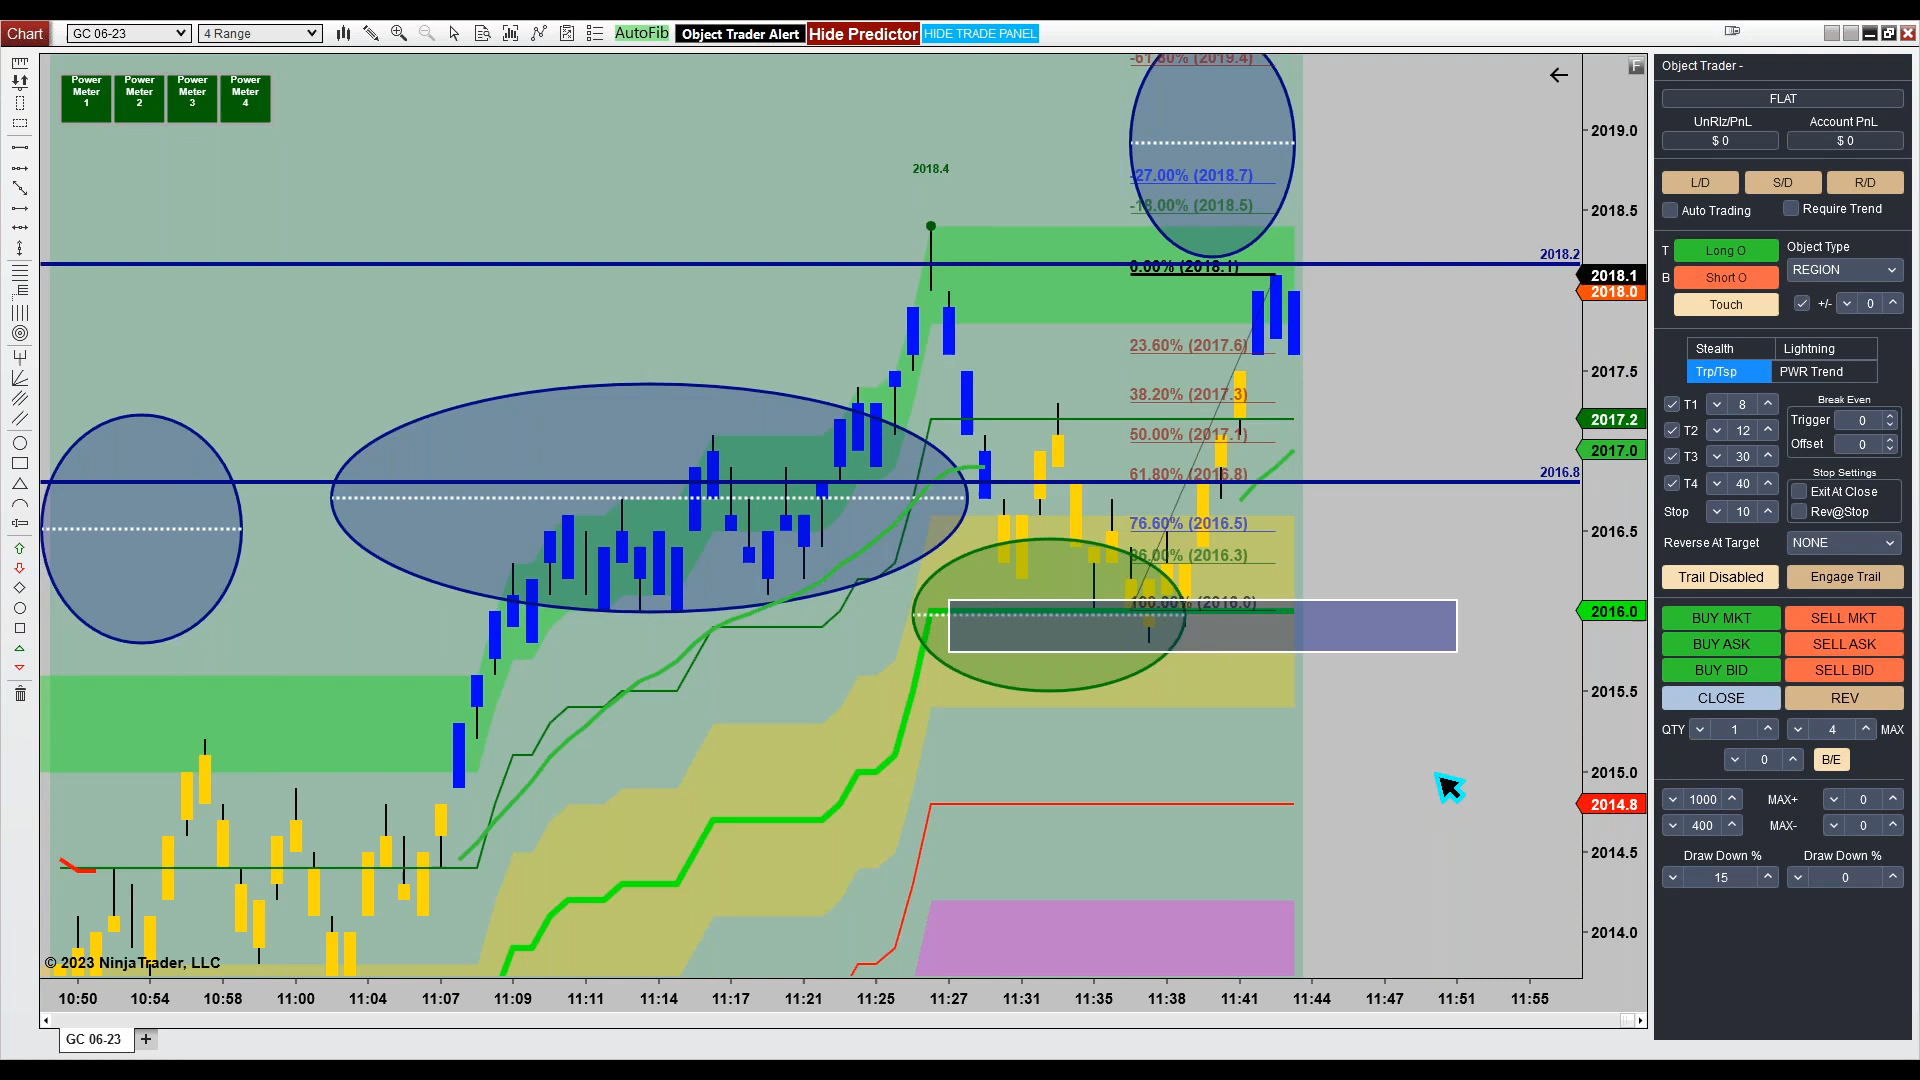 Chart
GC 06-23
4 Range
AutoFib
Object Trader Alert
Hide Predictor
HIDE TRADE PANEL
Power Meter 1
Power Meter 2
Power Meter 3
Power Meter 4
F
-61.80% (2019.4)
-27.00% (2018.7)
-18.00% (2018.5)
0.00% (2018.1)
23.60% (2017.6)
38.20% (2017.3)
50.00% (2017.1)
61.80% (2016.8)
76.60% (2016.5)
86.00% (2016.3)
100.00% (2016.0)
2018.4
2018.2
2016.8
2019.0
2018.5
2018.1
2018.0
2017.5
2017.2
2017.0
2016.5
2016.0
2015.5
2015.0
2014.8
2014.5
2014.0
© 2023 NinjaTrader, LLC
10:50 10:54 10:58 11:00 11:04 11:07 11:09 11:11 11:14 11:17 11:21 11:25 11:27 11:31 11:35 11:38 11:41 11:44 11:47 11:51 11:55
GC 06-23 +
Object Trader -
FLAT
UnRlz/PnL Account PnL
$ 0 $ 0
L/D S/D R/D
Auto Trading Require Trend
T Long O Object Type
B Short O REGION
Touch +/- 0
Stealth Lightning
Trp/Tsp PWR Trend
T1 8 Break Even
Trigger 0
T2 12
Offset 0
T3 30
Stop Settings
T4 40 Exit At Close
Stop 10 Rev@Stop
Reverse At Target NONE
Trail Disabled Engage Trail
BUY MKT SELL MKT
BUY ASK SELL ASK
BUY BID SELL BID
CLOSE REV
QTY 1 4 MAX
0 B/E
1000 MAX+ 0
400 MAX- 0
Draw Down % Draw Down %
15 0